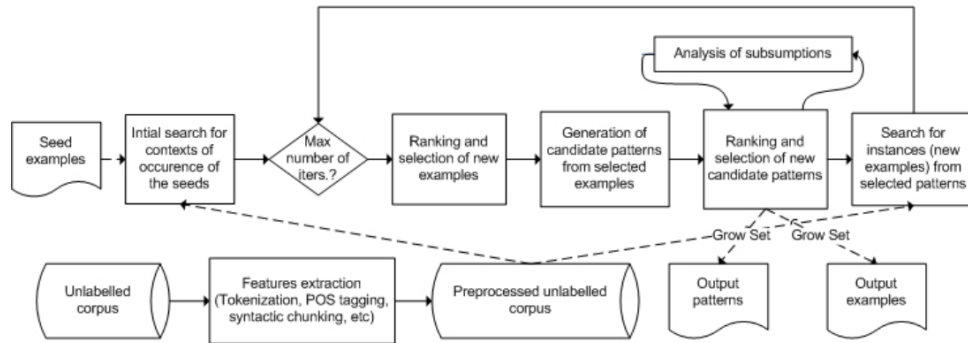 Analysis of subsumptions
Seed
examples
Intial search for
contexts of
occurence of
the seeds
Max
number of
iters.?
Ranking and
selection of new
examples
Generation of
candidate patterns
from selected
examples
Ranking and
selection of new
candidate patterns
Search for
instances (new
examples) from
selected patterns
Grow Set
Grow Set
Unlabelled
corpus
Features extraction
(Tokenization, POS tagging,
syntactic chunking, etc)
Preprocessed unlabelled
corpus
Output
patterns
Output
examples